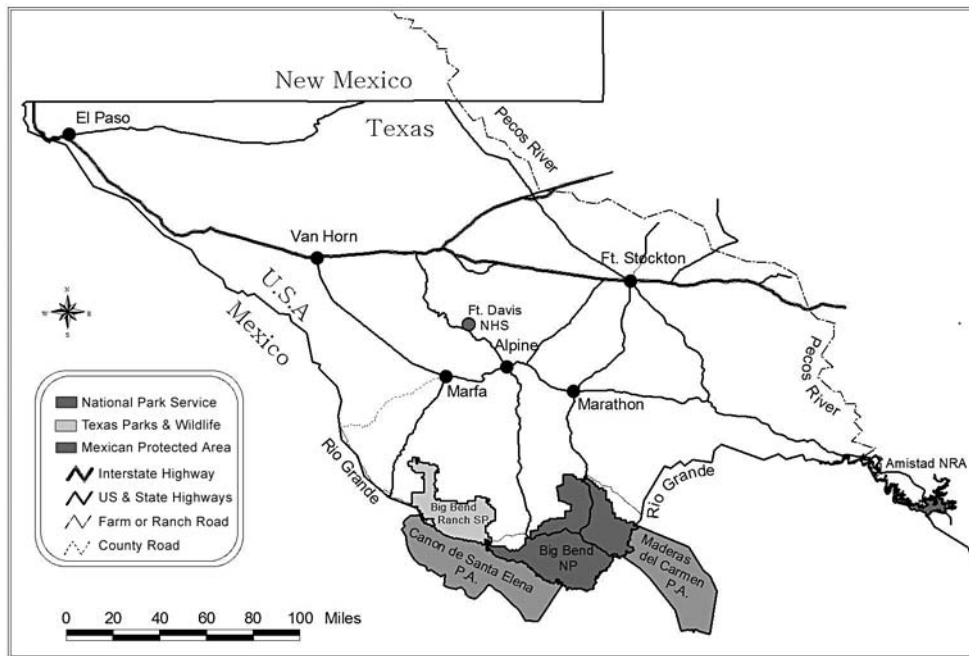 New Mexico
El Paso
Texas
Pecos River
Van Horn
Ft. Stockton
U.S.A
Mexico
N
W
E
S
Ft. Davis
NHS
Alpine
Pecos
River
Marfa
Marathon
National Park Service
Texas Parks & Wildlife
Mexican Protected Area
Interstate Highway
US & State Highways
Farm or Ranch Road
County Road
Rio Grande
Rio Grande
Amistad NRA
Big Bend
Ranch SP
Canon de Santa Elena
P.A.
Big Bend
NP
Maderas
del Carmen
P.A.
0 20 40 60 80 100 Miles